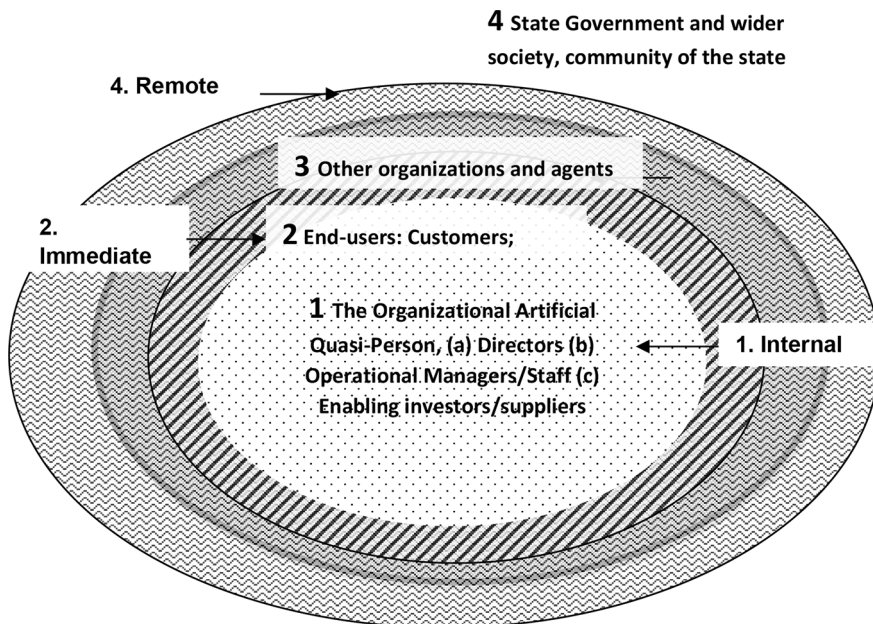 4 State Government and wider
society, community of the state
4. Remote
3 Other organizations and agents
2.
Immediate
2 End-users: Customers;
1 The Organizational Artificial
Quasi-Person, (a) Directors (b)
Operational Managers/Staff (c)
Enabling investors/suppliers
1. Internal